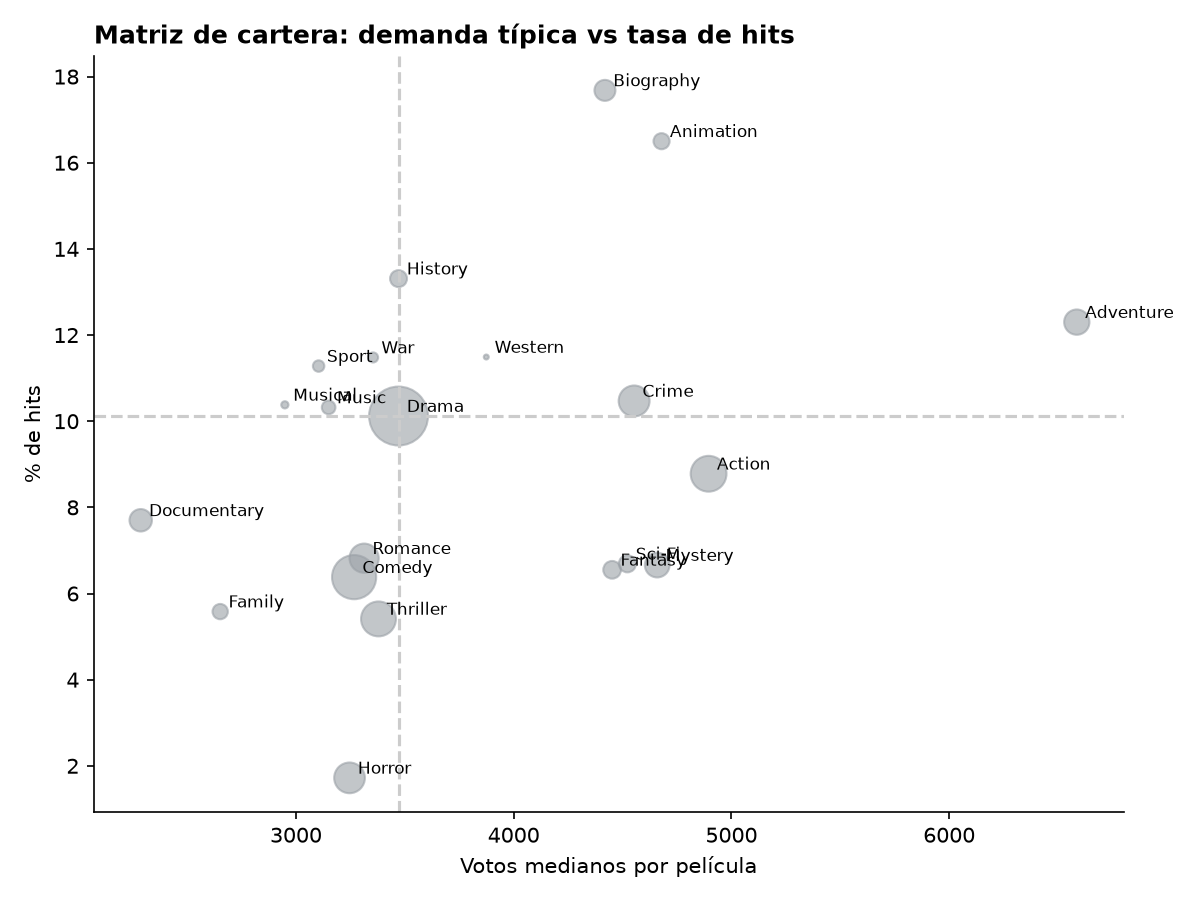 Matriz de cartera: demanda típica vs tasa de hits
18
Biography
Animation
16
14
History
Adventure
12
War
Western
Sport
Musical
Music
Crime
Drama
10
% de hits
Action
8
Documentary
Romance
Sci-Fi
Mystery
Fantasy
Comedy
6
Family
Thriller
4
2
Horror
3000
4000
5000
6000
Votos medianos por película